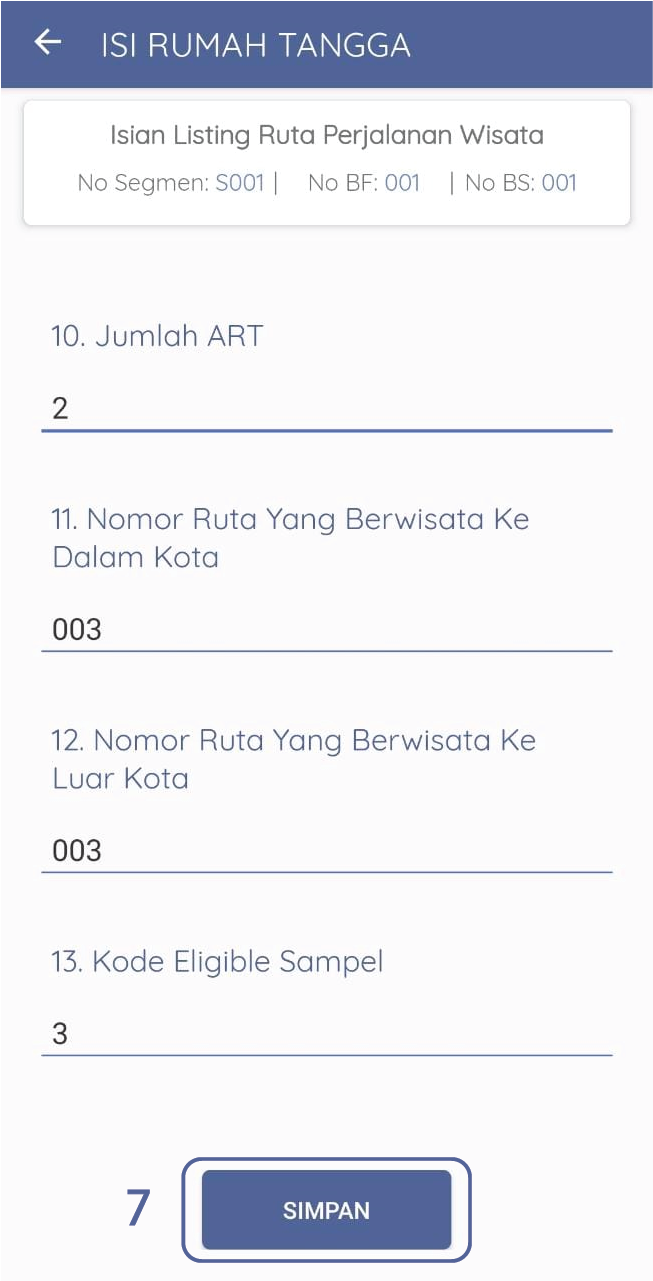 ISI RUMAH TANGGA
Isian Listing Ruta Perjalanan Wisata
No Segmen: S001 | No BF: 001 | No BS: 001
10. Jumlah ART
2
11. Nomor Ruta Yang Berwisata Ke
Dalam Kota
003
12. Nomor Ruta Yang Berwisata Ke
Luar Kota
003
13. Kode Eligible Sampel
3
7 SIMPAN